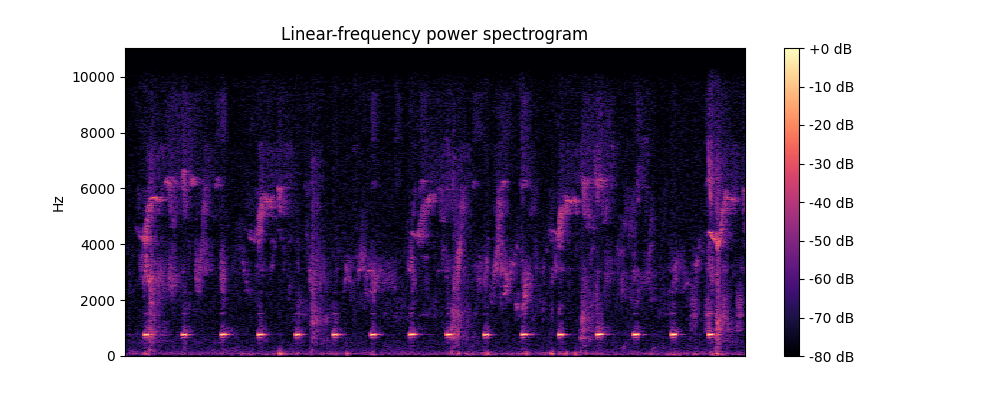 Linear-frequency power spectrogram
Hz
10000
8000
6000
4000
2000
0
+0 dB
-10 dB
-20 dB
-30 dB
-40 dB
-50 dB
-60 dB
-70 dB
-80 dB